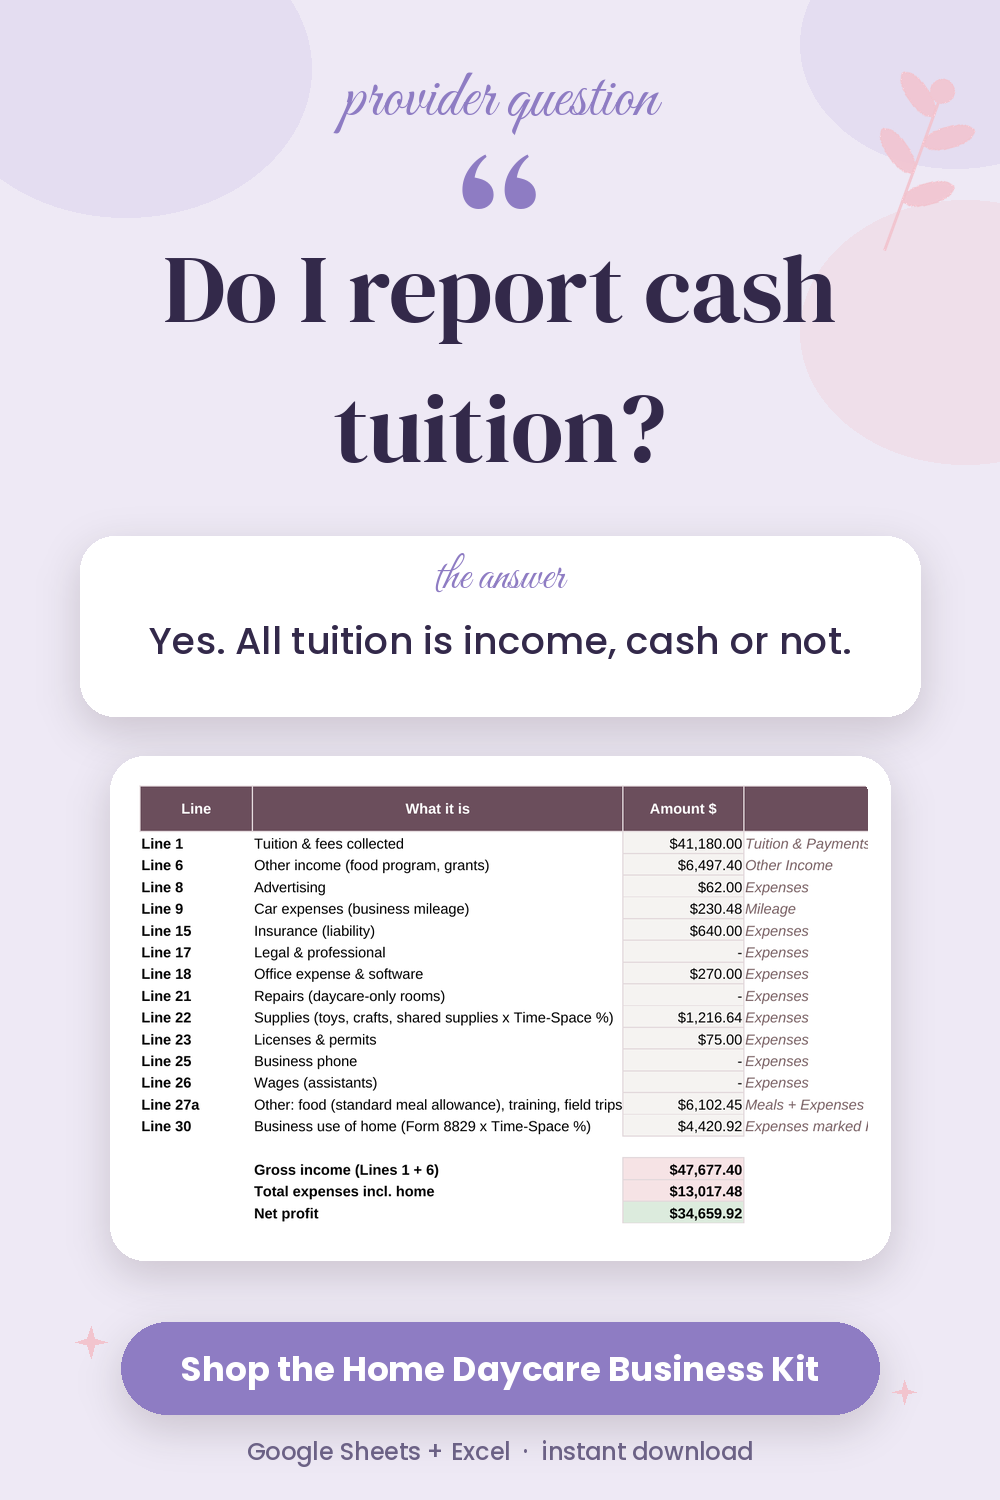 provider question
“
Do I report cash
tuition?
the answer
Yes. All tuition is income, cash or not.
Line What it is Amount $
Line 1 Tuition & fees collected $41,180.00 Tuition & Payments
Line 6 Other income (food program, grants) $6,497.40 Other Income
Line 8 Advertising $62.00 Expenses
Line 9 Car expenses (business mileage) $230.48 Mileage
Line 15 Insurance (liability) $640.00 Expenses
Line 17 Legal & professional - Expenses
Line 18 Office expense & software $270.00 Expenses
Line 21 Repairs (daycare-only rooms) - Expenses
Line 22 Supplies (toys, crafts, shared supplies x Time-Space %) $1,216.64 Expenses
Line 23 Licenses & permits $75.00 Expenses
Line 25 Business phone - Expenses
Line 26 Wages (assistants) - Expenses
Line 27a Other: food (standard meal allowance), training, field trips $6,102.45 Meals + Expenses
Line 30 Business use of home (Form 8829 x Time-Space %) $4,420.92 Expenses marked
Gross income (Lines 1 + 6) $47,677.40
Total expenses incl. home $13,017.48
Net profit $34,659.92
Shop the Home Daycare Business Kit
Google Sheets + Excel · instant download